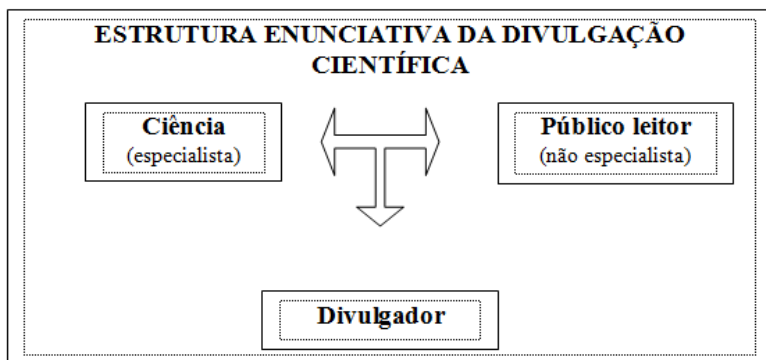 ESTRUTURA ENUNCIATIVA DA DIVULGAÇÃO
CIENTÍFICA
Ciência
(especialista)
Público leitor
(não especialista)
Divulgador